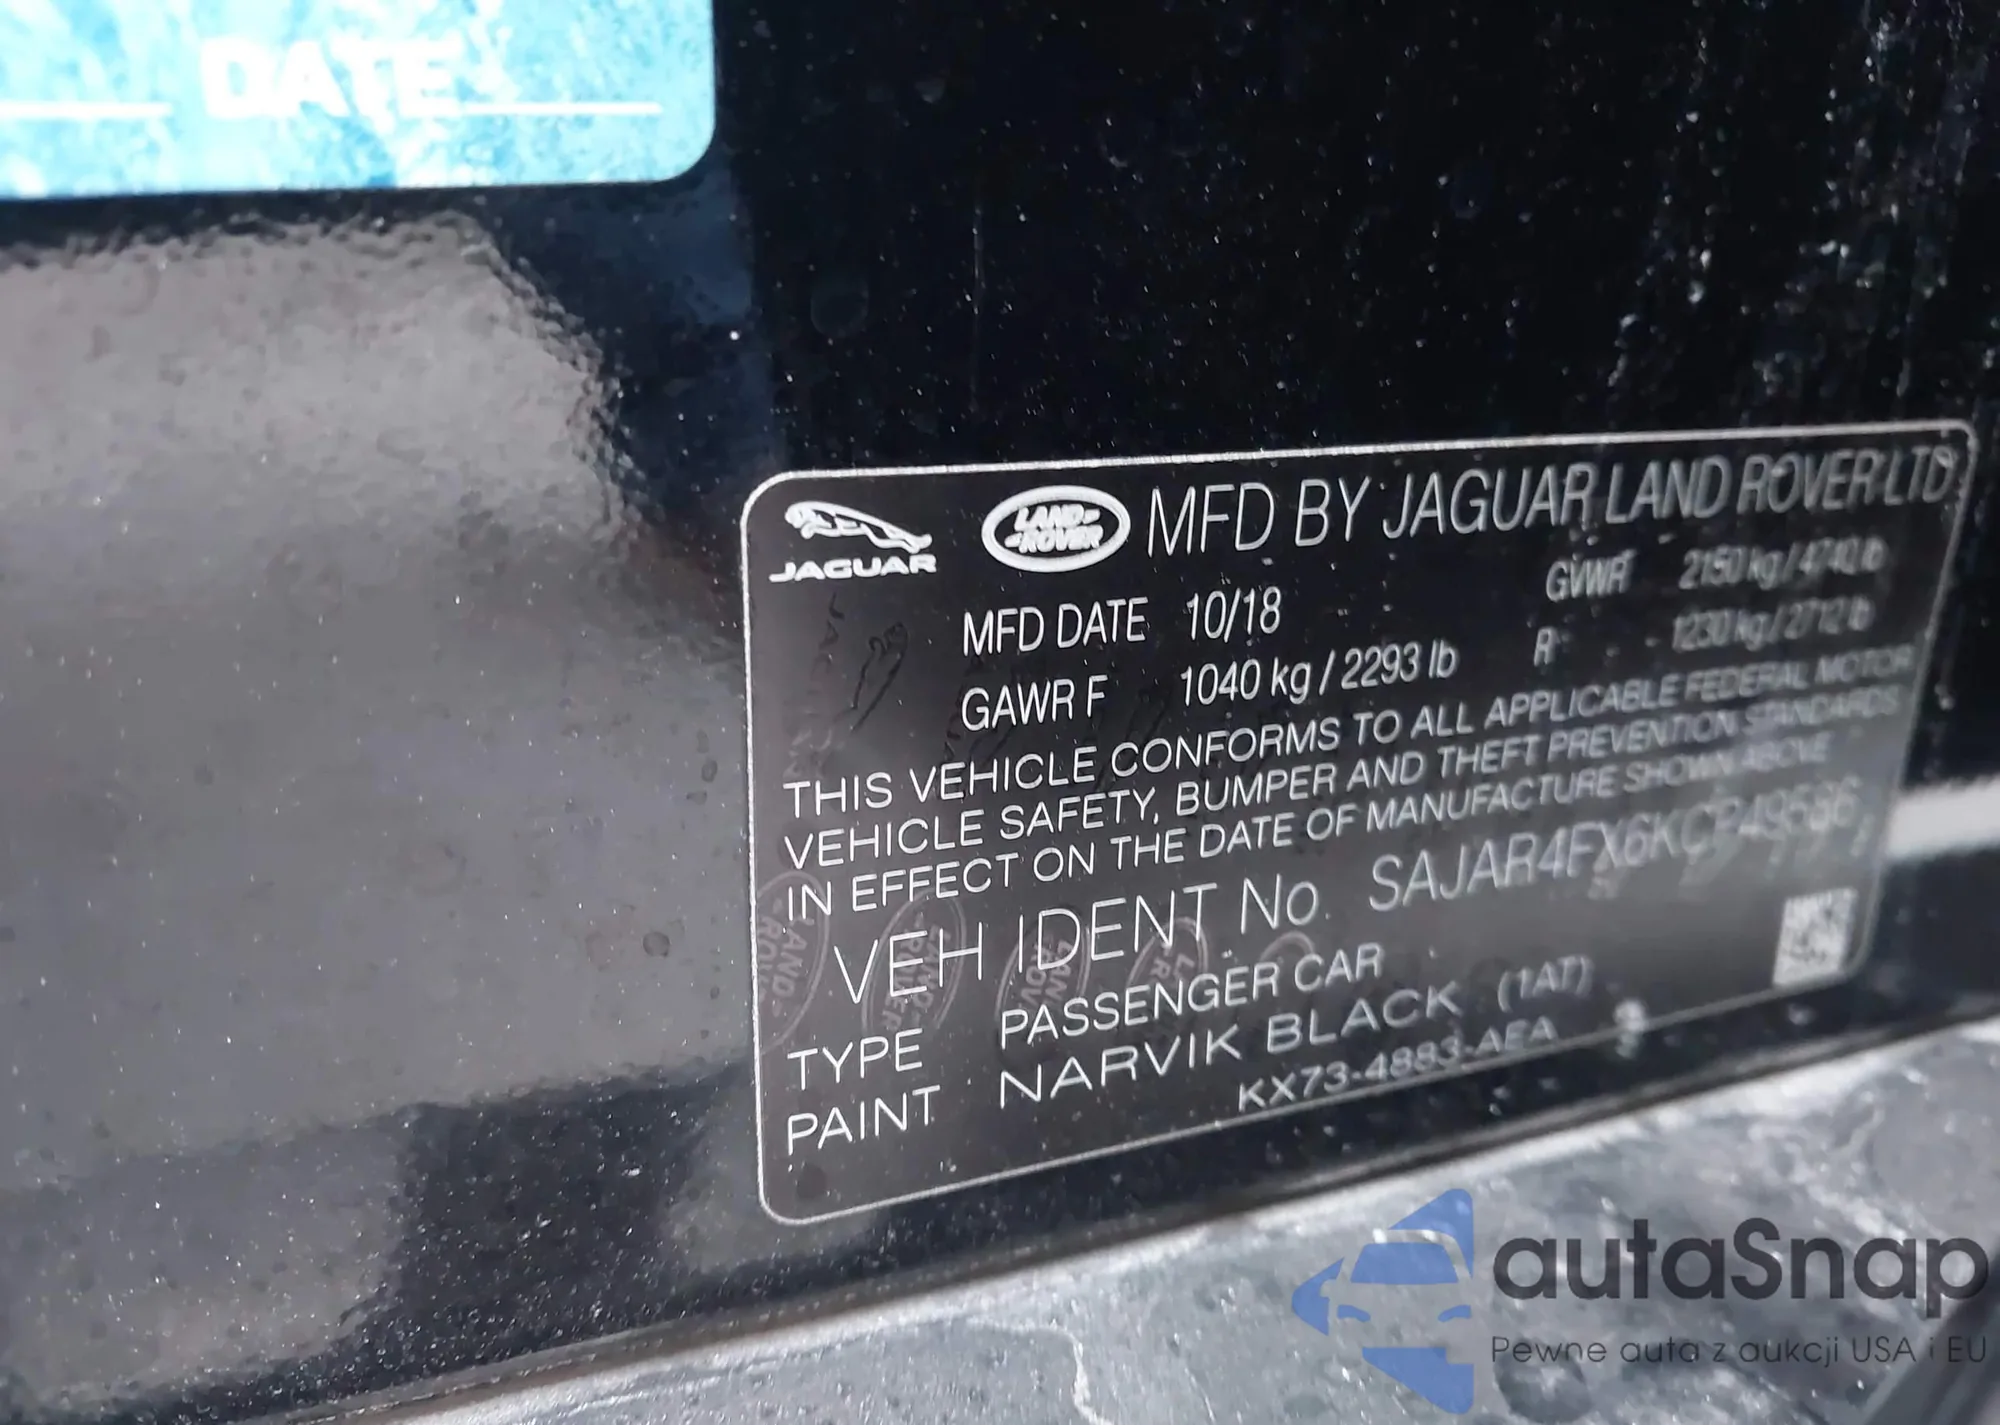 DATE
JAGUAR
LAND ROVER
MFD BY JAGUAR LAND ROVER LTD
MFD DATE 10/18 GVWR 2150 kg / 4740 lb
GAWR F 1040 kg / 2293 lb R 1230 kg / 2712 lb
THIS VEHICLE CONFORMS TO ALL APPLICABLE FEDERAL MOTOR
VEHICLE SAFETY, BUMPER AND THEFT PREVENTION STANDARDS
IN EFFECT ON THE DATE OF MANUFACTURE SHOWN ABOVE
VEH IDENT No.
TYPE PASSENGER CAR
PAINT NARVIK BLACK (1AT)
KX73-4883-AEA
autaSnap
Pewne auta z aukcji USA i EU